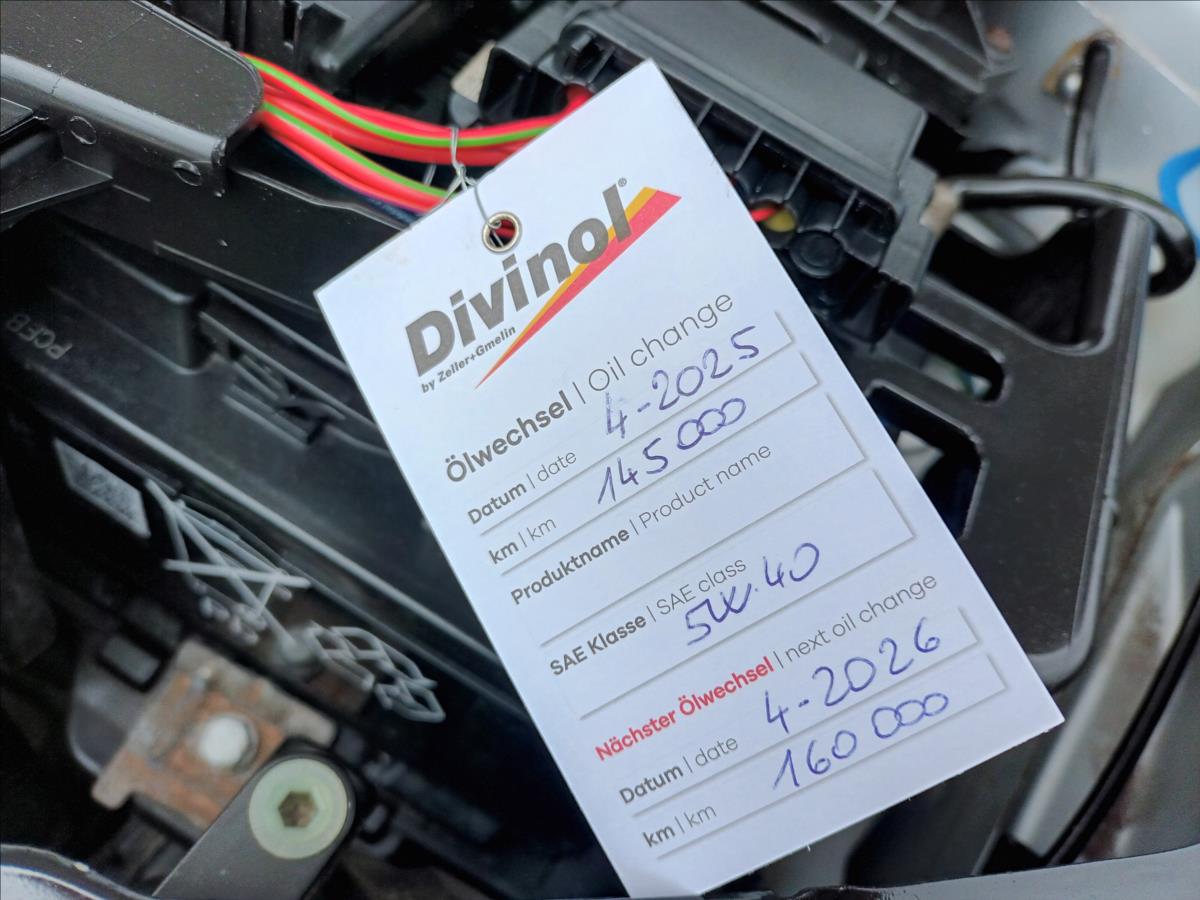 Divinol®
by Zeller+Gmelin
Ölwechsel | Oil change
Datum | date 4-2025
km | km 145 000
Produktname | Product name
SAE Klasse | SAE class
5W-40
Nächster Ölwechsel | next oil change
Datum | date 4-2026
km | km 160 000
PCFB